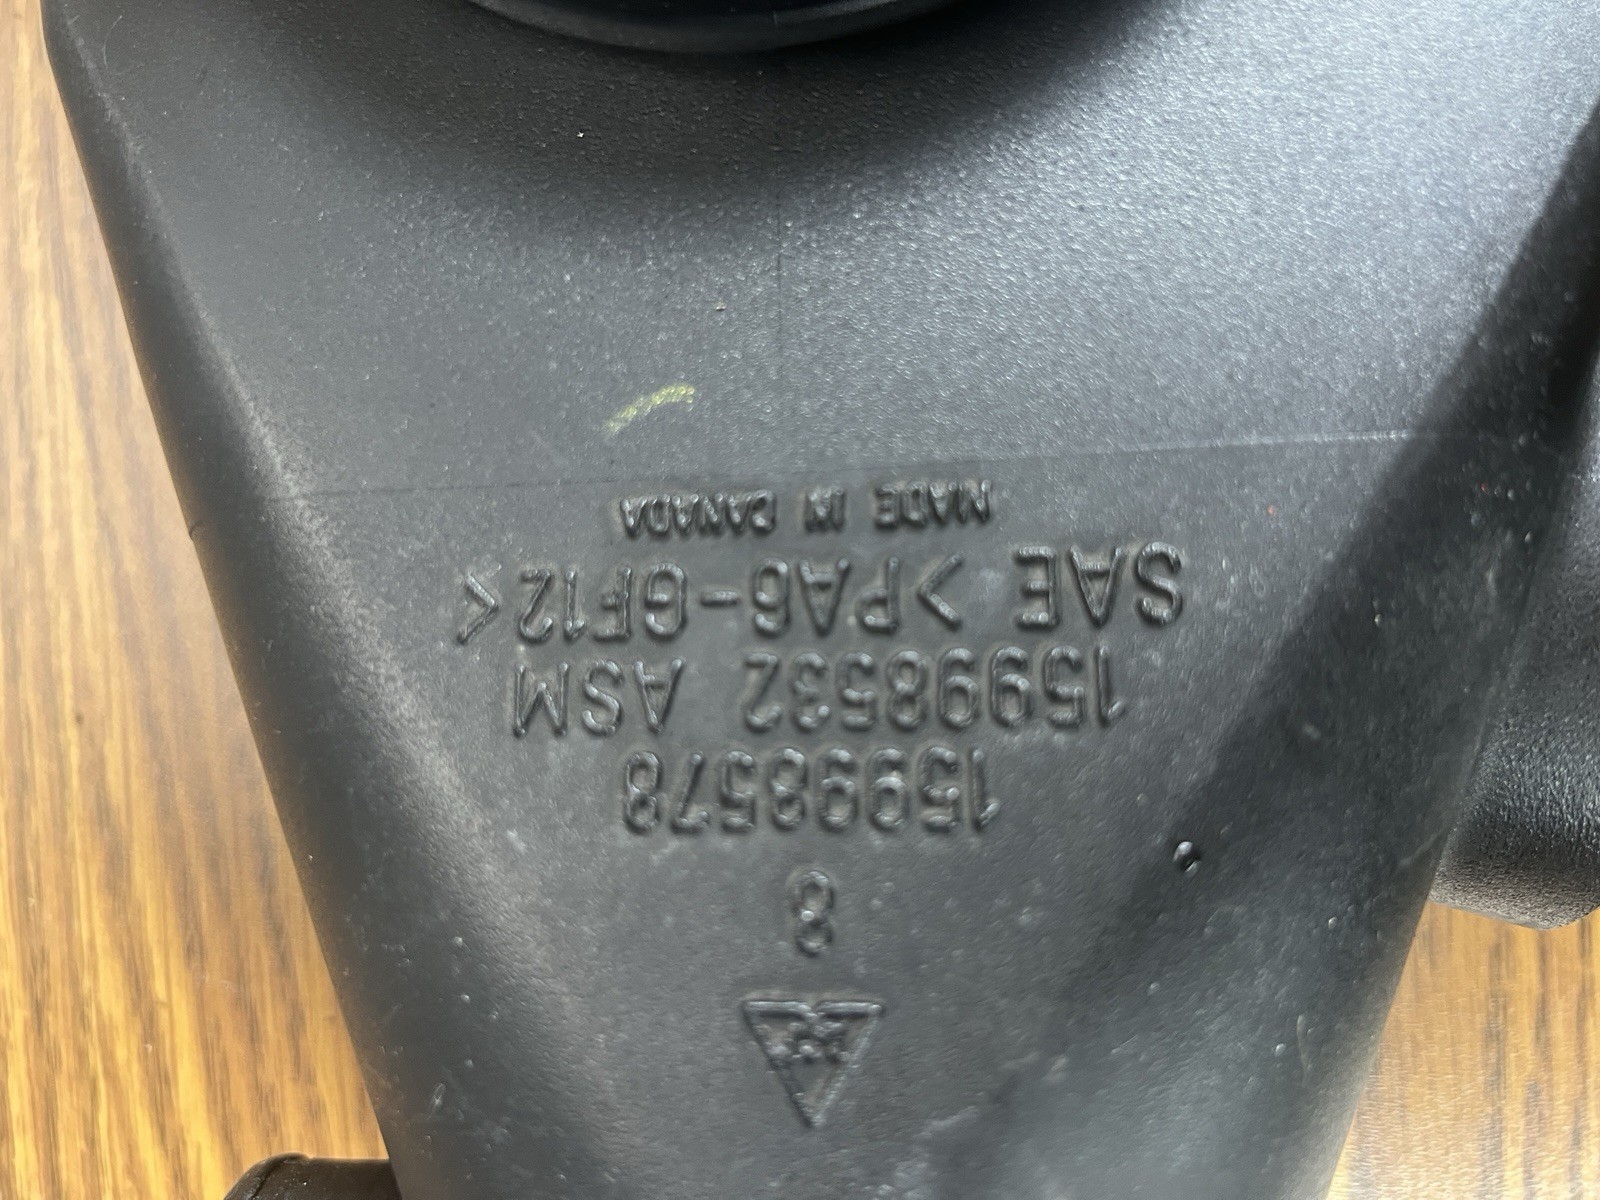 8
15998578
15998532 ASM
SAE >PA6-GF12<
MADE IN CANADA